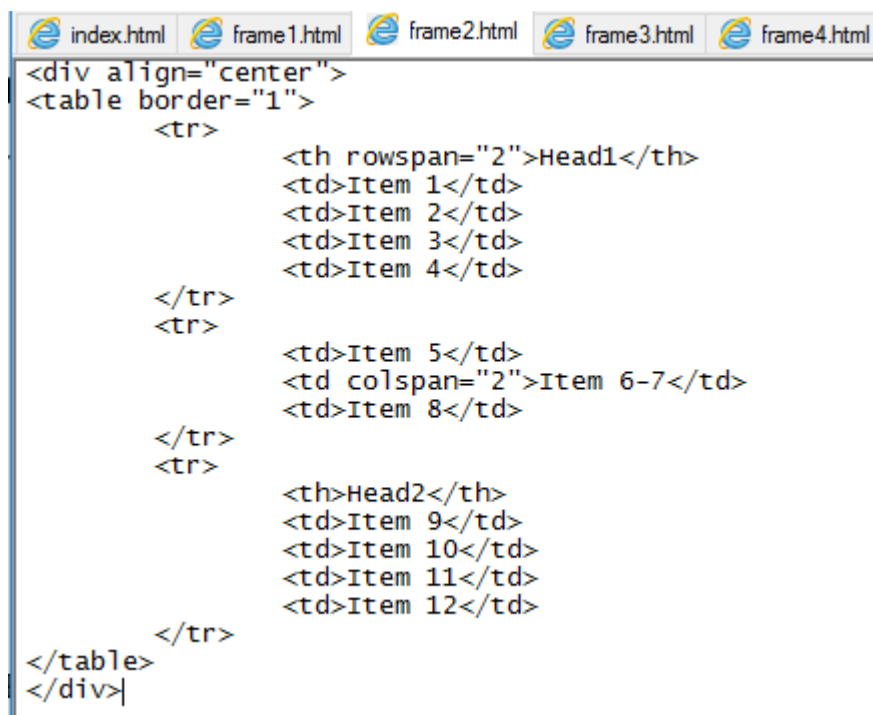 index.html frame1.html frame2.html frame3.html frame4.html
<div align="center">
<table border="1">
<tr>
<th rowspan="2">Head1</th>
<td>Item 1</td>
<td>Item 2</td>
<td>Item 3</td>
<td>Item 4</td>
</tr>
<tr>
<td>Item 5</td>
<td colspan="2">Item 6-7</td>
<td>Item 8</td>
</tr>
<tr>
<th>Head2</th>
<td>Item 9</td>
<td>Item 10</td>
<td>Item 11</td>
<td>Item 12</td>
</tr>
</table>
</div>